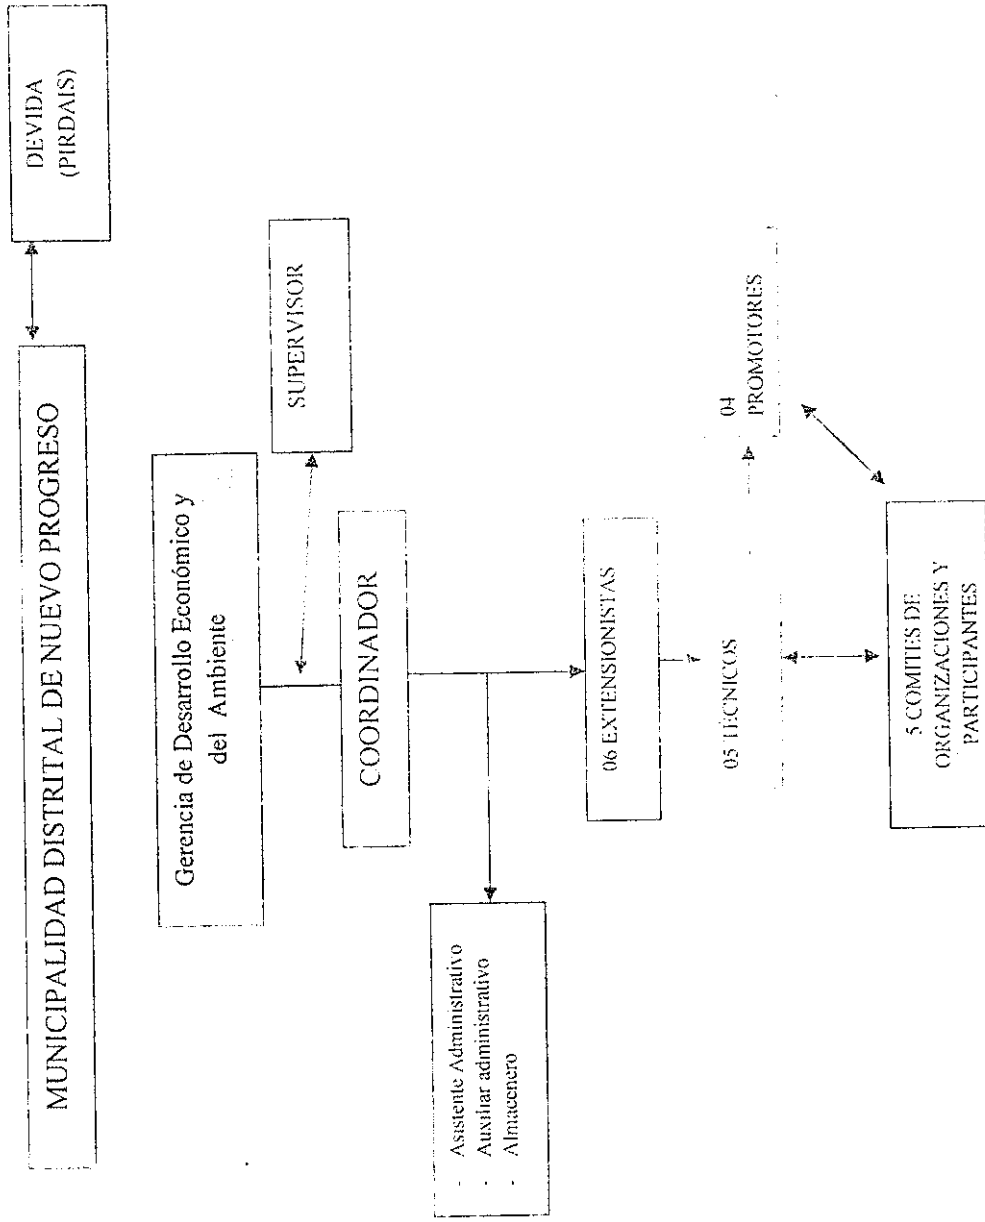 MUNICIPALIDAD DISTRITAL DE NUEVO PROGRESO
DEVIDA
(PIRDAIS)
Gerencia de Desarrollo Económico y
del Ambiente
SUPERVISOR
COORDINADOR
- Asistente Administrativo
- Auxiliar administrativo
- Almacenero
06 EXTENSIONISTAS
05 TÉCNICOS
04
PROMOTORES
5 COMITES DE
ORGANIZACIONES Y
PARTICIPANTES